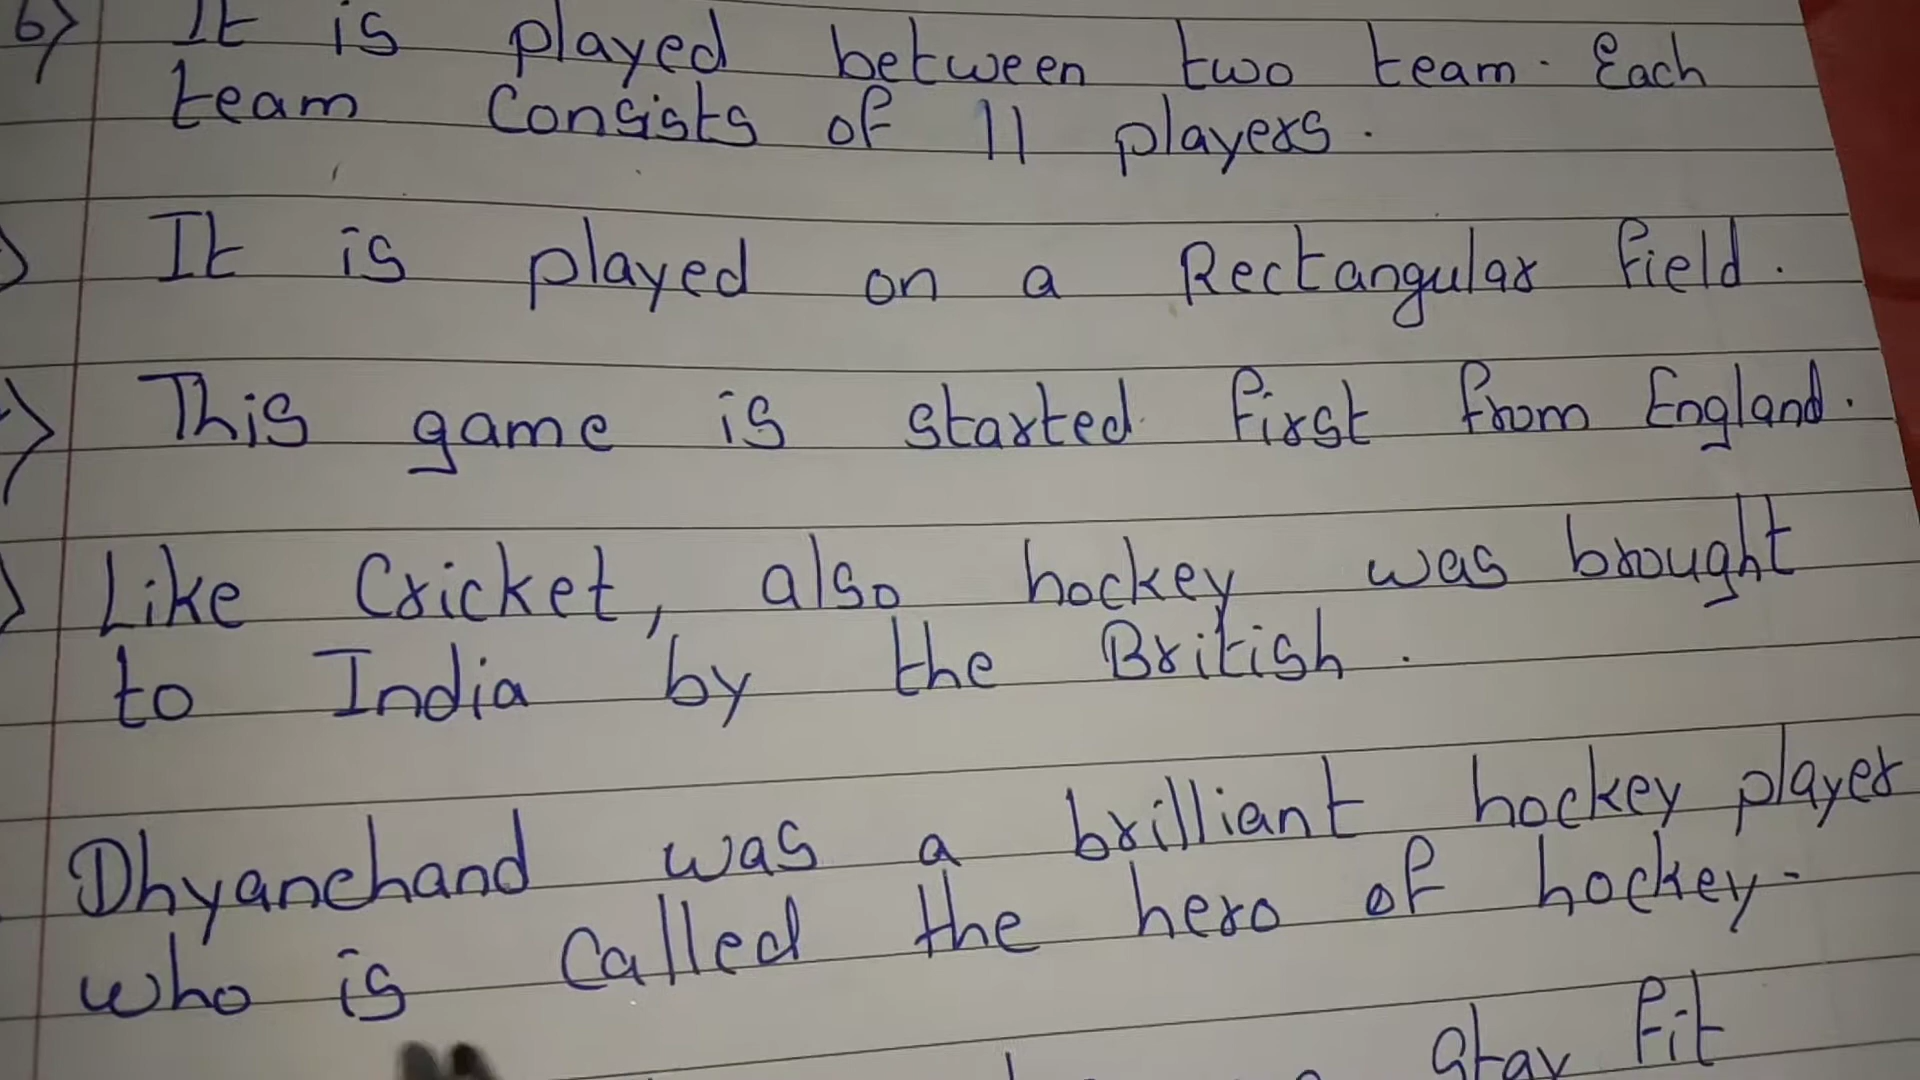 6) It is played between two team. Each
team Consists of 11 players.
It is played on a Rectangular field.
This game is started first from England.
Like Cricket, also hockey was brought
to India by the British.
Dhyanchand was a brilliant hockey player
who is Called the hero of hockey.
stay fit